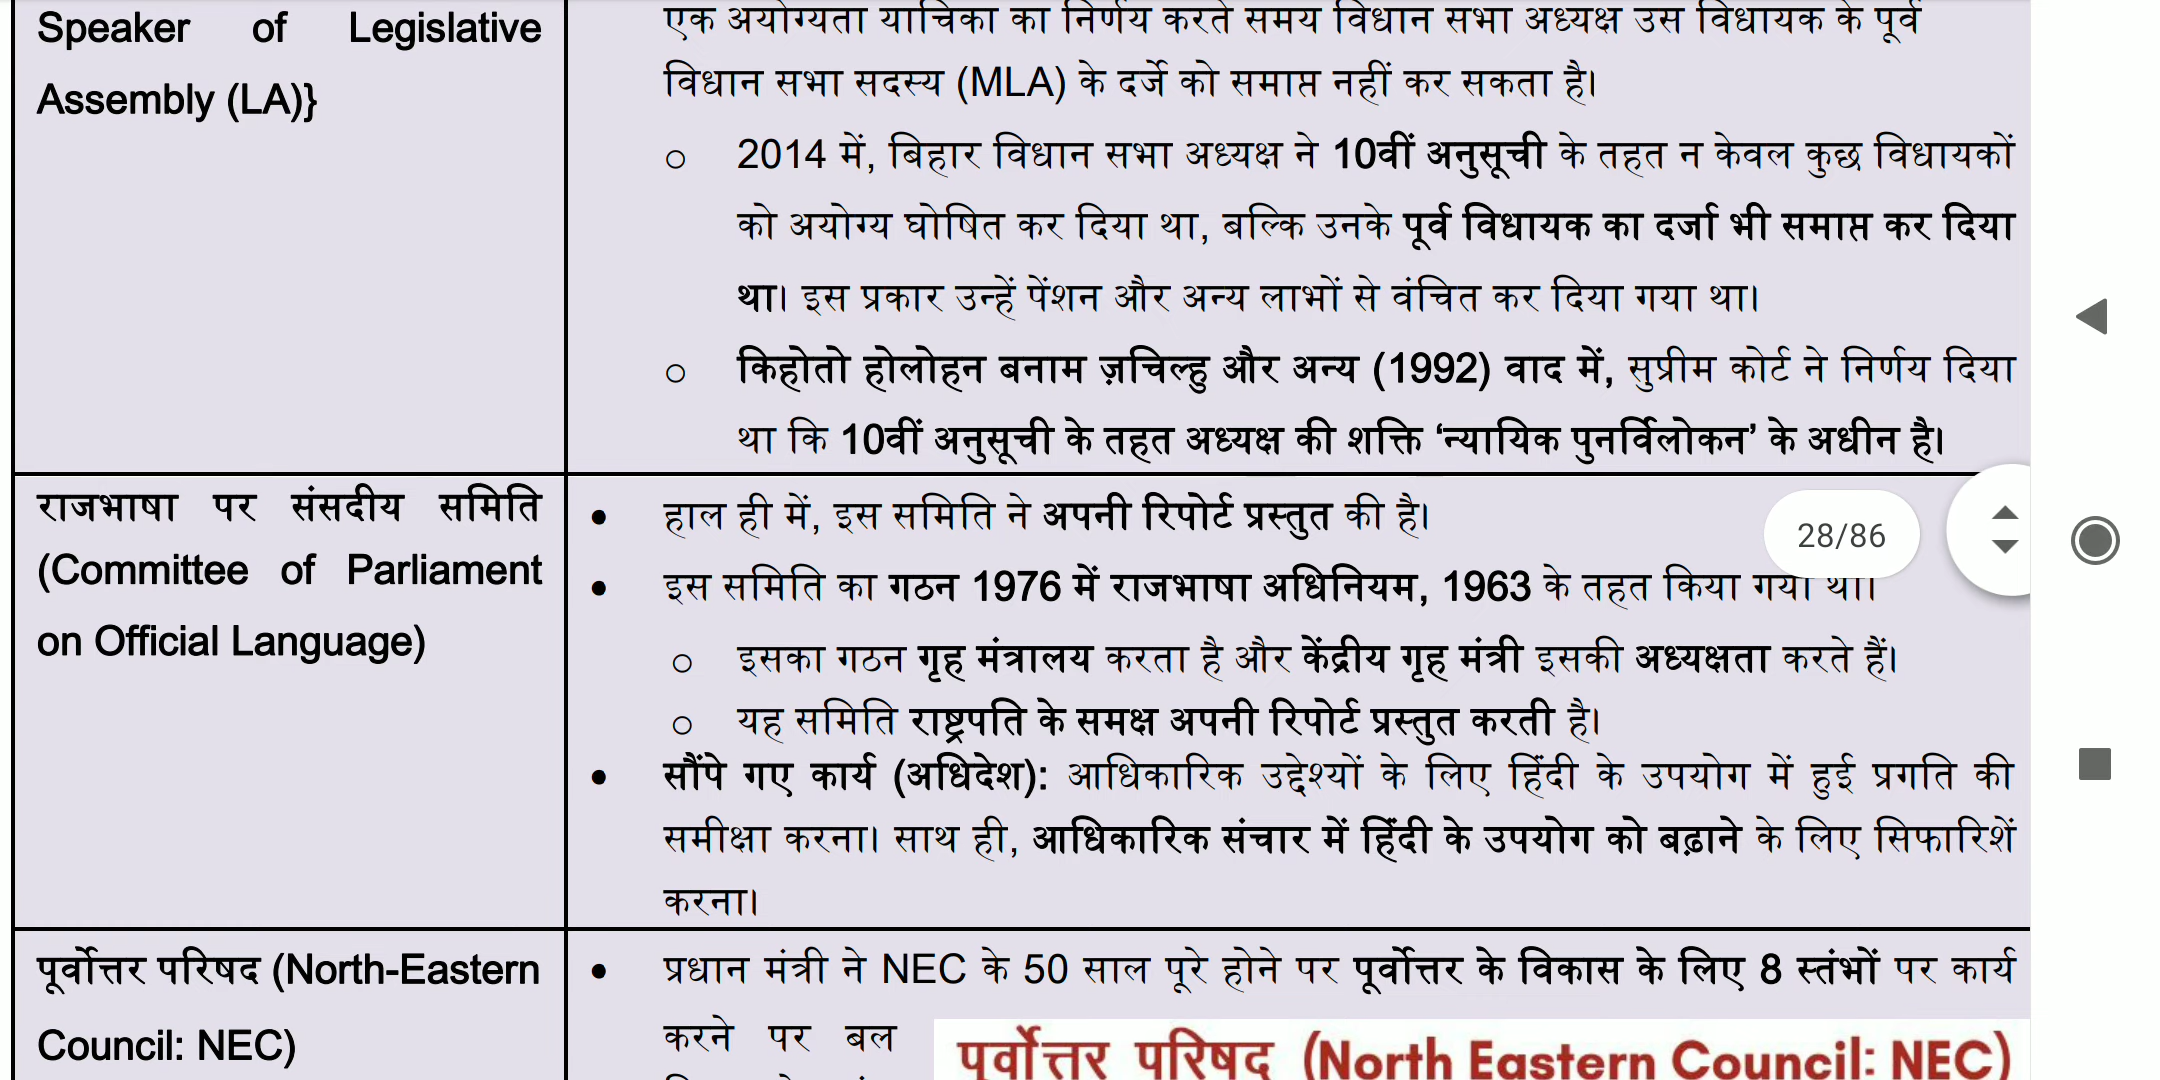 Speaker of Legislative
Assembly (LA)}
एक अयोग्यता याचिका का निर्णय करते समय विधान सभा अध्यक्ष उस विधायक के पूर्व
विधान सभा सदस्य (MLA) के दर्जे को समाप्त नहीं कर सकता है।
○ 2014 में, बिहार विधान सभा अध्यक्ष ने 10वीं अनुसूची के तहत न केवल कुछ विधायकों
को अयोग्य घोषित कर दिया था, बल्कि उनके पूर्व विधायक का दर्जा भी समाप्त कर दिया
था। इस प्रकार उन्हें पेंशन और अन्य लाभों से वंचित कर दिया गया था।
○ किहोतो होलोहन बनाम ज़चिल्हु और अन्य (1992) वाद में, सुप्रीम कोर्ट ने निर्णय दिया
था कि 10वीं अनुसूची के तहत अध्यक्ष की शक्ति ‘न्यायिक पुनर्विलोकन’ के अधीन है।
राजभाषा पर संसदीय समिति
(Committee of Parliament
on Official Language)
● हाल ही में, इस समिति ने अपनी रिपोर्ट प्रस्तुत की है।
28/86
● इस समिति का गठन 1976 में राजभाषा अधिनियम, 1963 के तहत किया गया था।
○ इसका गठन गृह मंत्रालय करता है और केंद्रीय गृह मंत्री इसकी अध्यक्षता करते हैं।
○ यह समिति राष्ट्रपति के समक्ष अपनी रिपोर्ट प्रस्तुत करती है।
● सौंपे गए कार्य (अधिदेश): आधिकारिक उद्देश्यों के लिए हिंदी के उपयोग में हुई प्रगति की
समीक्षा करना। साथ ही, आधिकारिक संचार में हिंदी के उपयोग को बढ़ाने के लिए सिफारिशें
करना।
पूर्वोत्तर परिषद (North-Eastern
Council: NEC)
● प्रधान मंत्री ने NEC के 50 साल पूरे होने पर पूर्वोत्तर के विकास के लिए 8 स्तंभों पर कार्य
करने पर बल
पूर्वोत्तर परिषद (North Eastern Council: NEC)